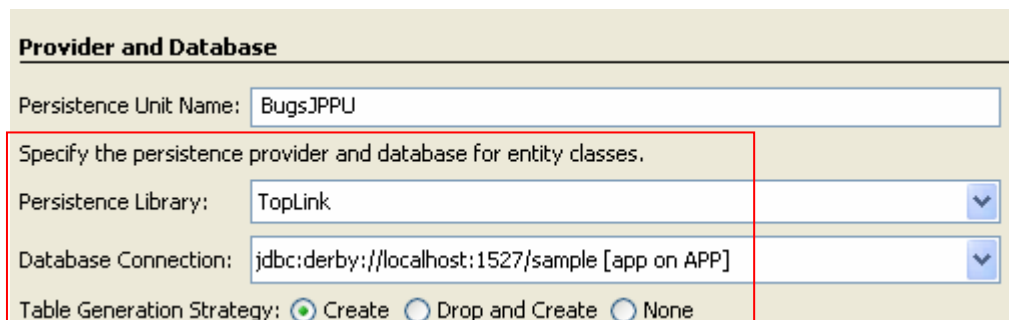 Provider and Database
Persistence Unit Name: BugsJPPU
Specify the persistence provider and database for entity classes.
Persistence Library: TopLink
Database Connection: jdbc:derby://localhost:1527/sample [app on APP]
Table Generation Strategy: Create Drop and Create None